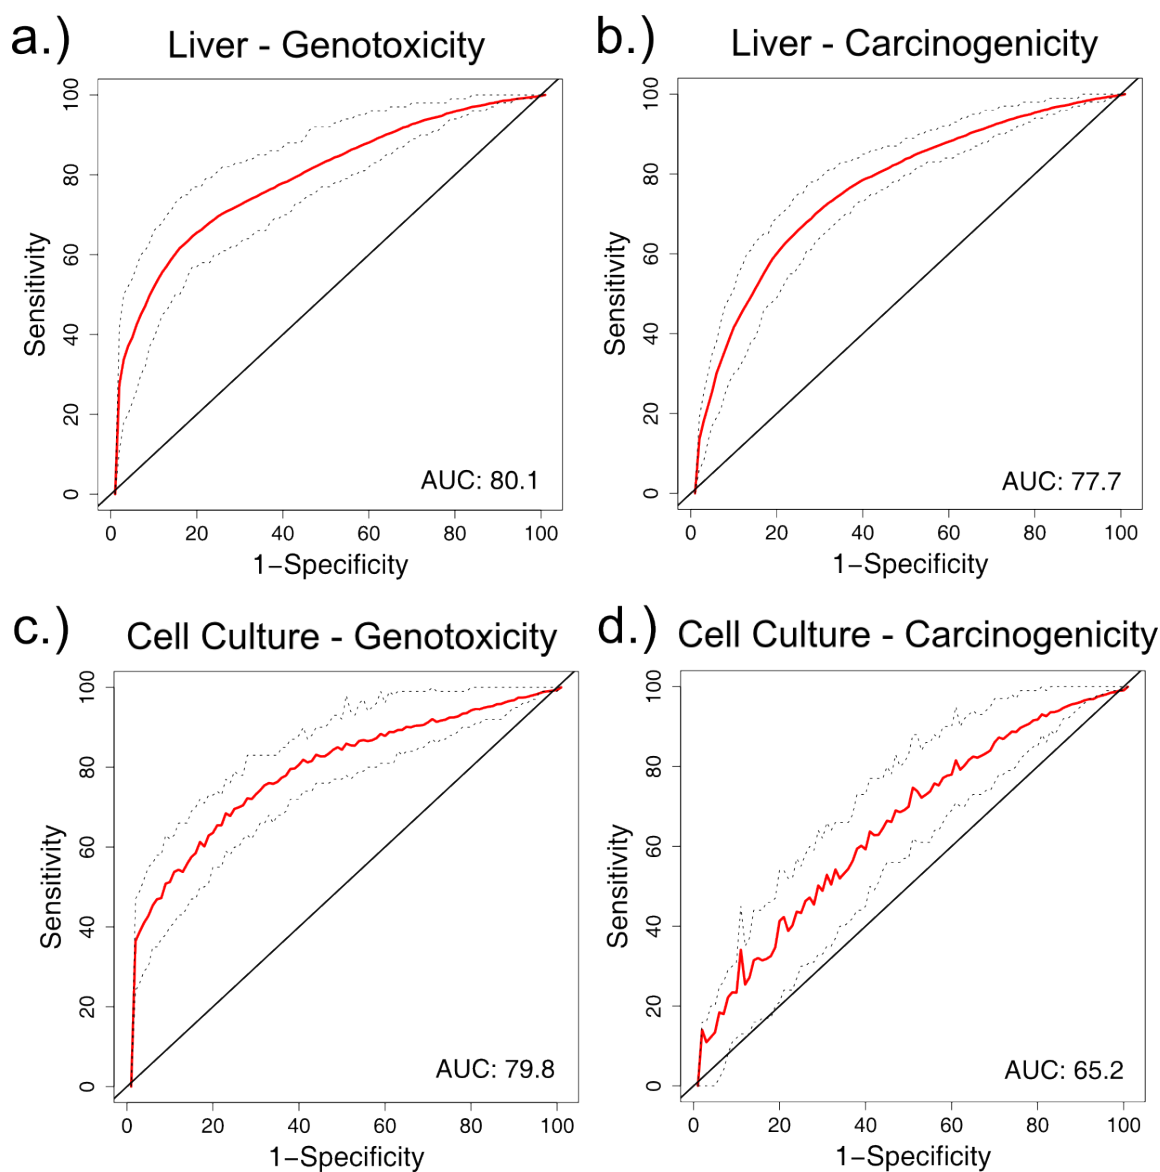 a.) Liver - Genotoxicity
100
80
60
40
20
0
Sensitivity
AUC: 80.1
0 20 40 60 80 100
1−Specificity
b.) Liver - Carcinogenicity
100
80
60
40
20
0
Sensitivity
AUC: 77.7
0 20 40 60 80 100
1−Specificity
c.) Cell Culture - Genotoxicity
100
80
60
40
20
0
Sensitivity
AUC: 79.8
0 20 40 60 80 100
1−Specificity
d.) Cell Culture - Carcinogenicity
100
80
60
40
20
0
Sensitivity
AUC: 65.2
0 20 40 60 80 100
1−Specificity